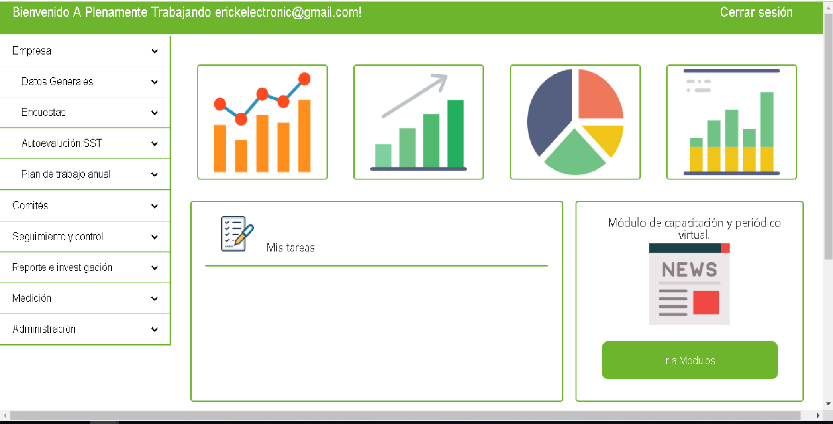 Bienvenido A Plenamente Trabajando erickelectronic@gmail.com!
Cerrar sesión
Empresa
Datos Generales
Encuestas
Autoevalución SST
Plan de trabajo anual
Comités
Seguimiento y control
Reporte e investigación
Medición
Administración
Mis tareas
Módulo de capacitación y periódico
virtual.
NEWS
Ir a Modulos